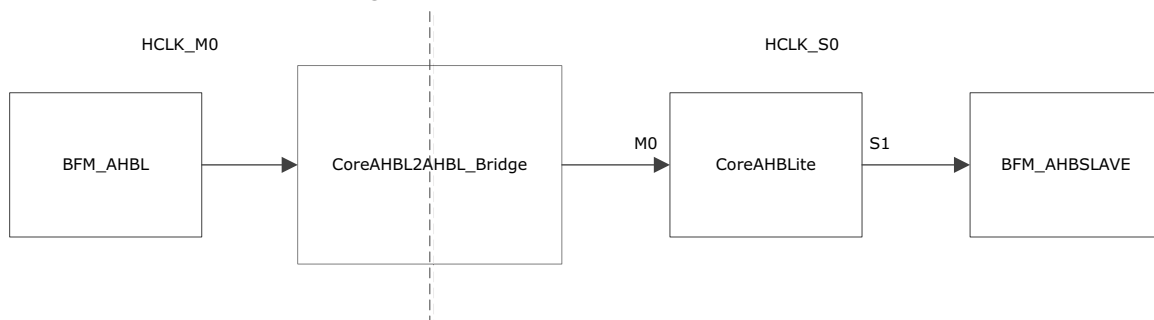 HCLK_M0
HCLK_S0
BFM_AHBL
CoreAHBL2AHBL_Bridge
M0
CoreAHBLite
S1
BFM_AHBSLAVE